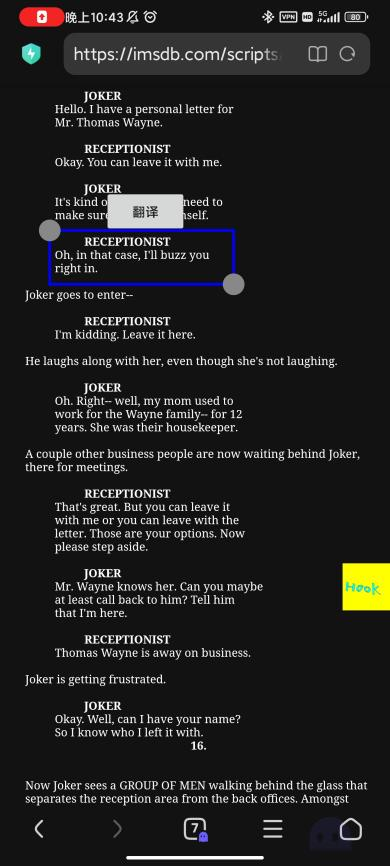 晚上10:43
VPN HD 5G 80
https://imsdb.com/scripts
JOKER
Hello. I have a personal letter for
Mr. Thomas Wayne.
RECEPTIONIST
Okay. You can leave it with me.
JOKER
It's kind need to
make sure
翻译
RECEPTIONIST
Oh, in that case, I'll buzz you
right in.
Joker goes to enter--
RECEPTIONIST
I'm kidding. Leave it here.
He laughs along with her, even though she's not laughing.
JOKER
Oh. Right-- well, my mom used to
work for the Wayne family-- for 12
years. She was their housekeeper.
A couple other business people are now waiting behind Joker,
there for meetings.
RECEPTIONIST
That's great. But you can leave it
with me or you can leave with the
letter. Those are your options. Now
please step aside.
JOKER
Mr. Wayne knows her. Can you maybe
at least call back to him? Tell him
that I'm here.
Hook
RECEPTIONIST
Thomas Wayne is away on business.
Joker is getting frustrated.
JOKER
Okay. Well, can I have your name?
So I know who I left it with.
16.
Now Joker sees a GROUP OF MEN walking behind the glass that
separates the reception area from the back offices. Amongst
7